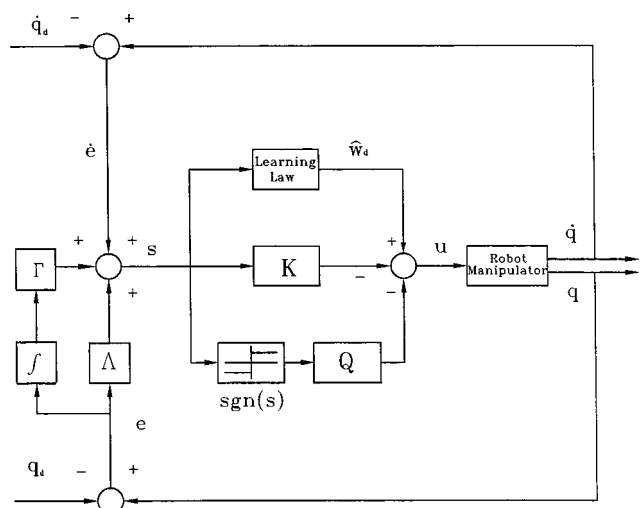 q̇d − +
ė
Learning
Law
ŵd
+ + s
Γ
+
K
−
+
−
u
Robot
Manipulator
q̇
q
∫
Λ
Q
sgn(s)
e
qd − +